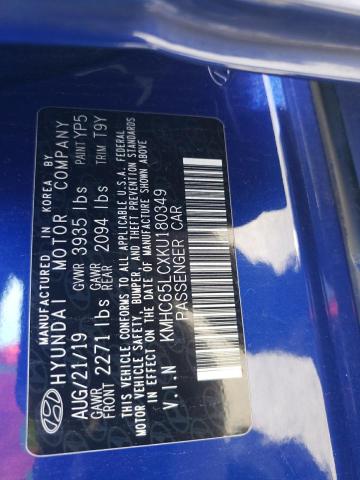 MANUFACTURED IN KOREA BY
HYUNDAI MOTOR COMPANY
AUG/21/19 GVWR 3935 lbs PAINT YP5
GAWR FRONT 2271 lbs GAWR REAR 2094 lbs TRIM T9Y
THIS VEHICLE CONFORMS TO ALL APPLICABLE U.S.A. FEDERAL
MOTOR VEHICLE SAFETY, BUMPER, AND THEFT PREVENTION
STANDARDS IN EFFECT ON THE DATE OF MANUFACTURE SHOWN ABOVE
V.I.N KMHC65LCXKU180349
PASSENGER CAR